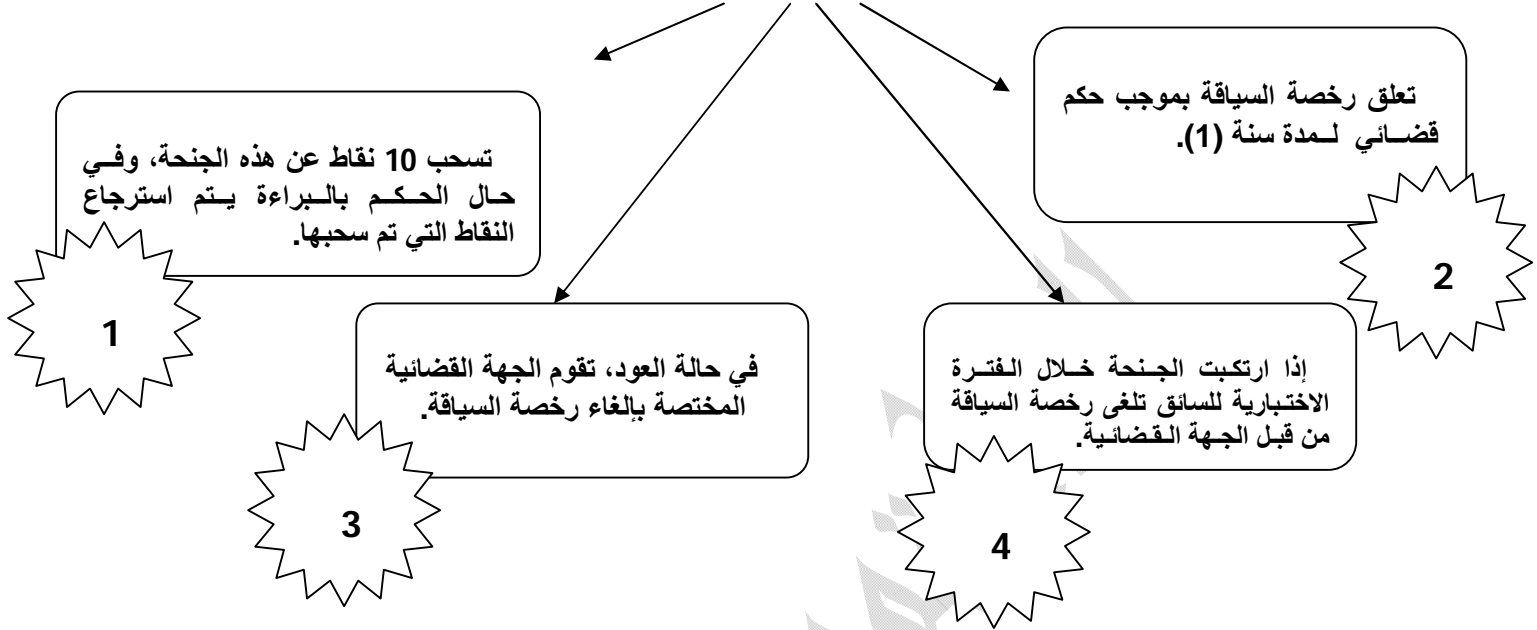 تعلق رخصة السياقة بموجب حكم
قضائي لمدة سنة (1).
2
تسحب 10 نقاط عن هذه الجنحة، وفي
حال الحكم بالبراءة يتم استرجاع
النقاط التي تم سحبها.
1
إذا ارتكبت الجنحة خلال الفترة
الاختبارية للسائق تلغى رخصة السياقة
من قبل الجهة القضائية.
4
في حالة العود، تقوم الجهة القضائية
المختصة بإلغاء رخصة السياقة.
3